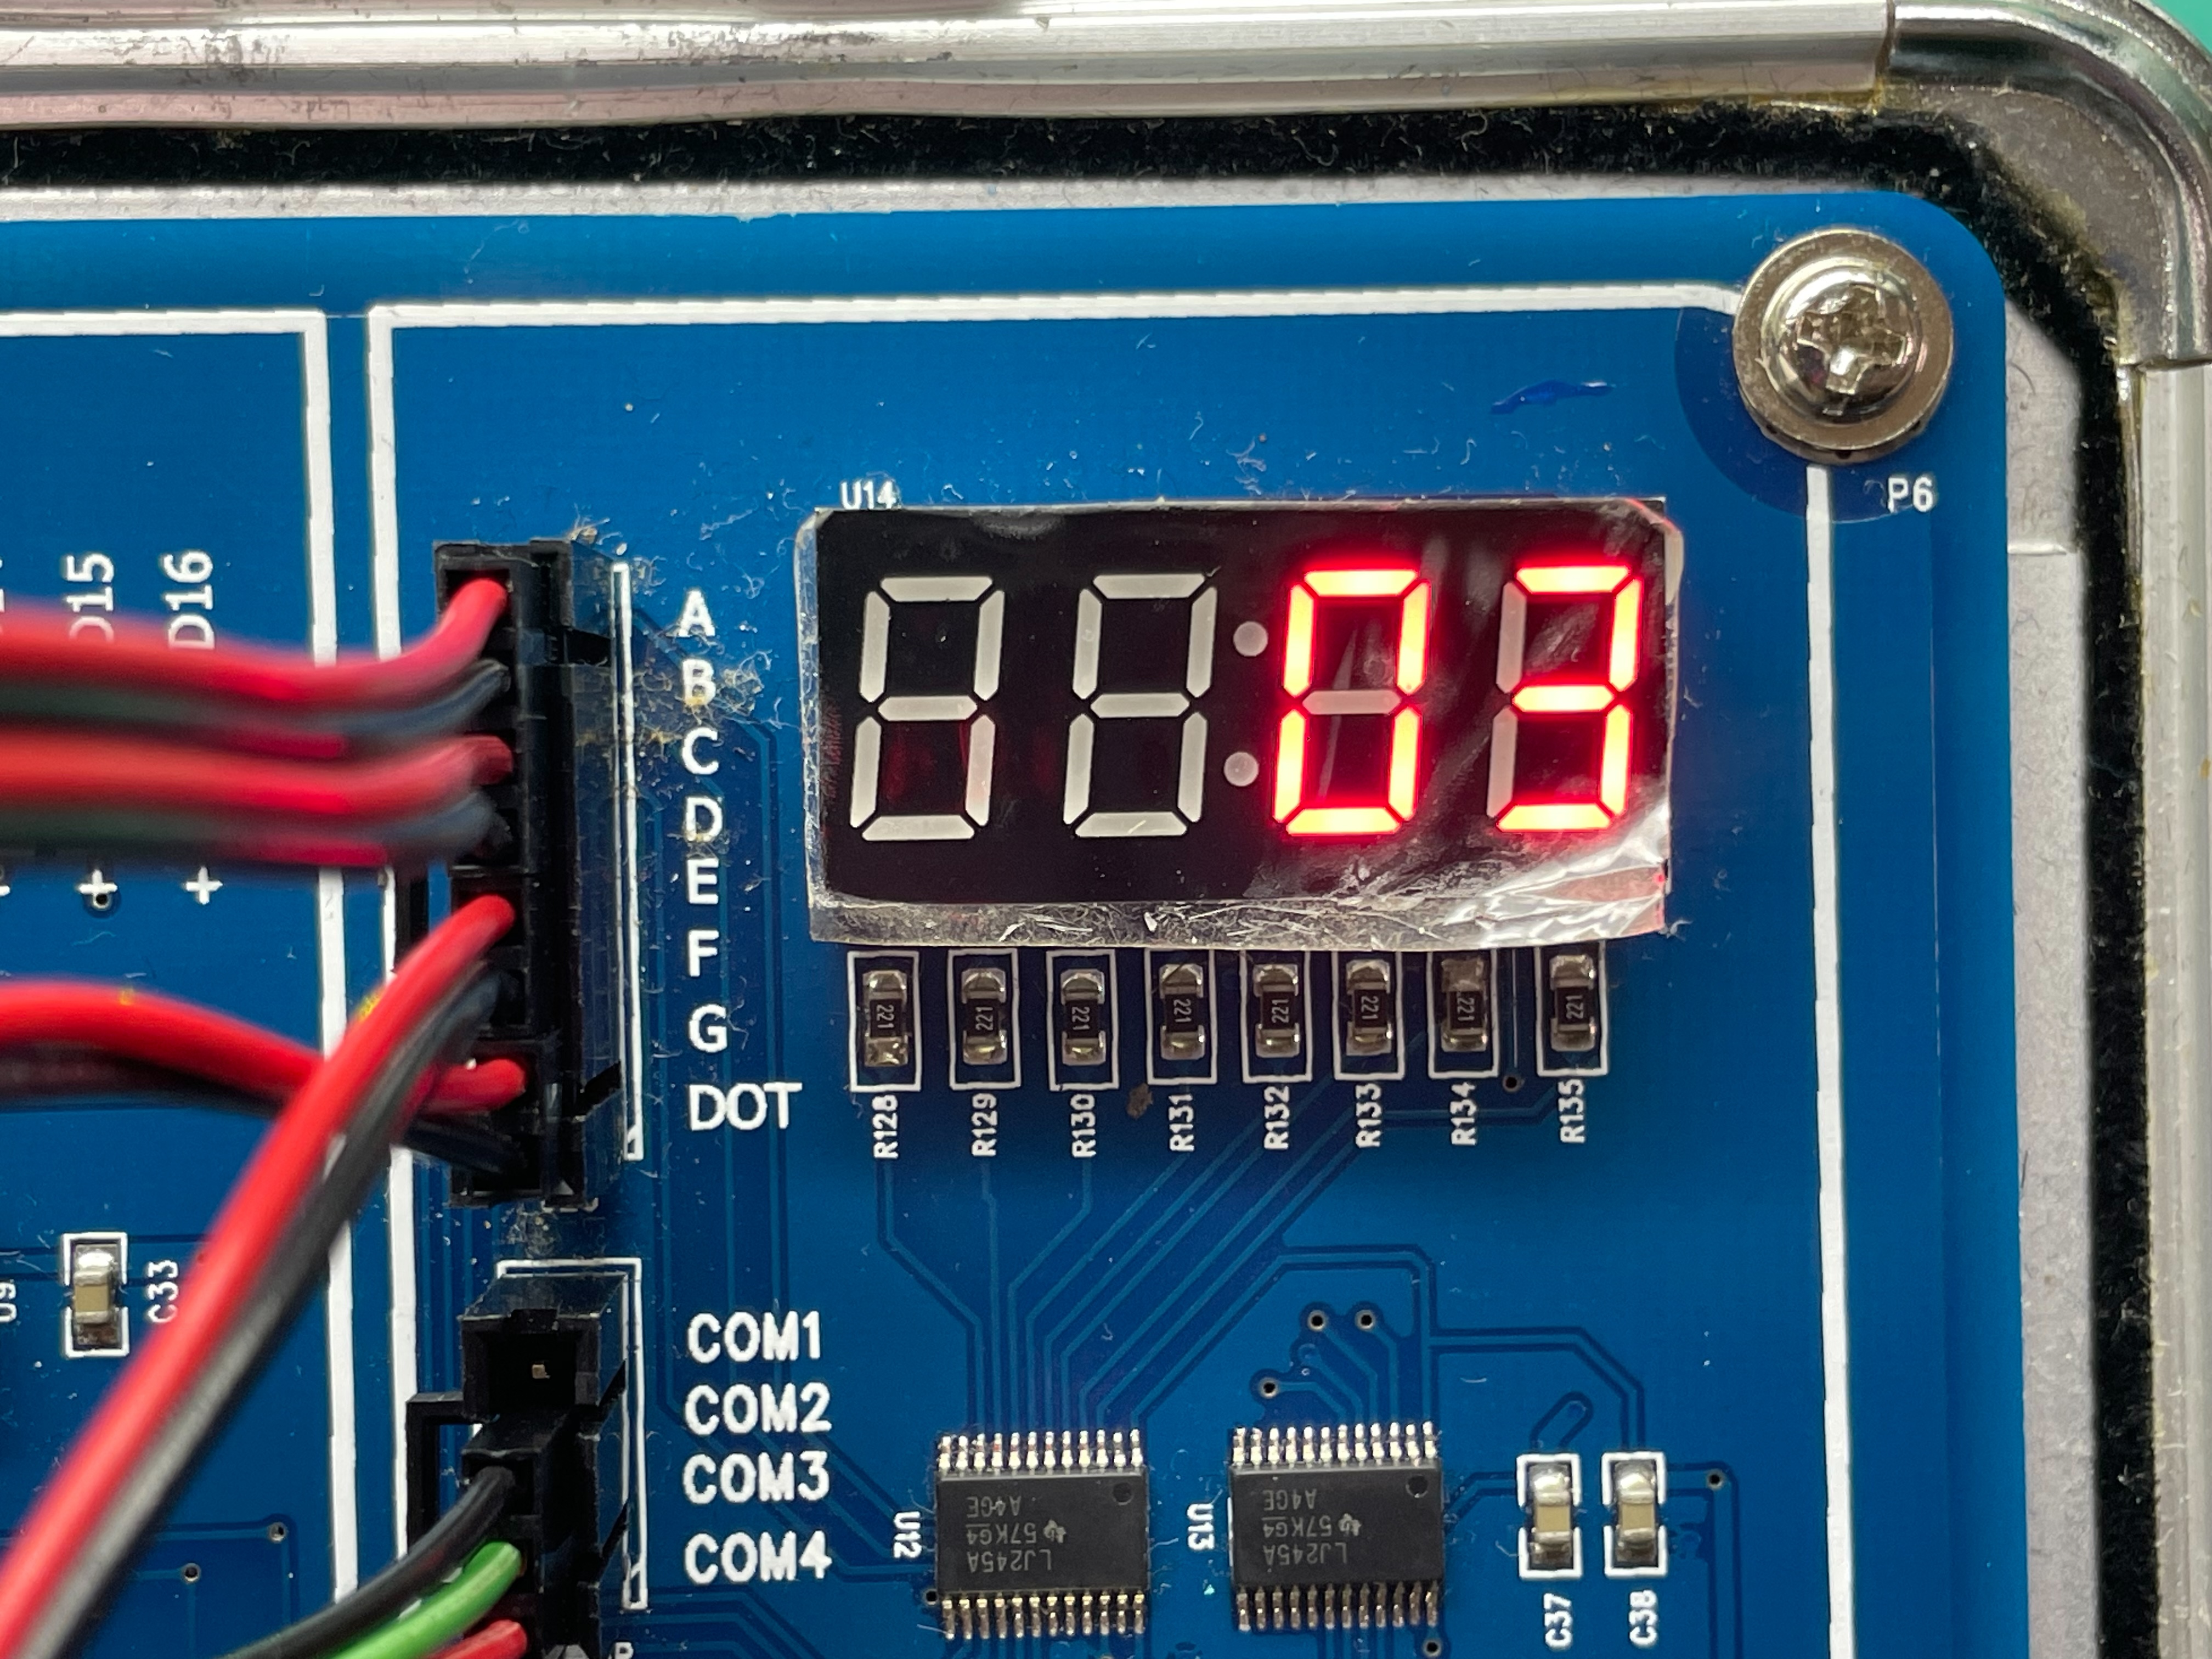 U9
C33
D15
D16
+
+
COM1
COM2
COM3
COM4
A
B
C
D
E
F
G
DOT
U14
U12
LJ245A
57KG4
A4GE
U13
LJ245A
57KG4
A4GE
R128 221
R129 221
R130 221
R131 221
R132 221
R133 221
R134 221
R135 221
03
C37
C38
P6